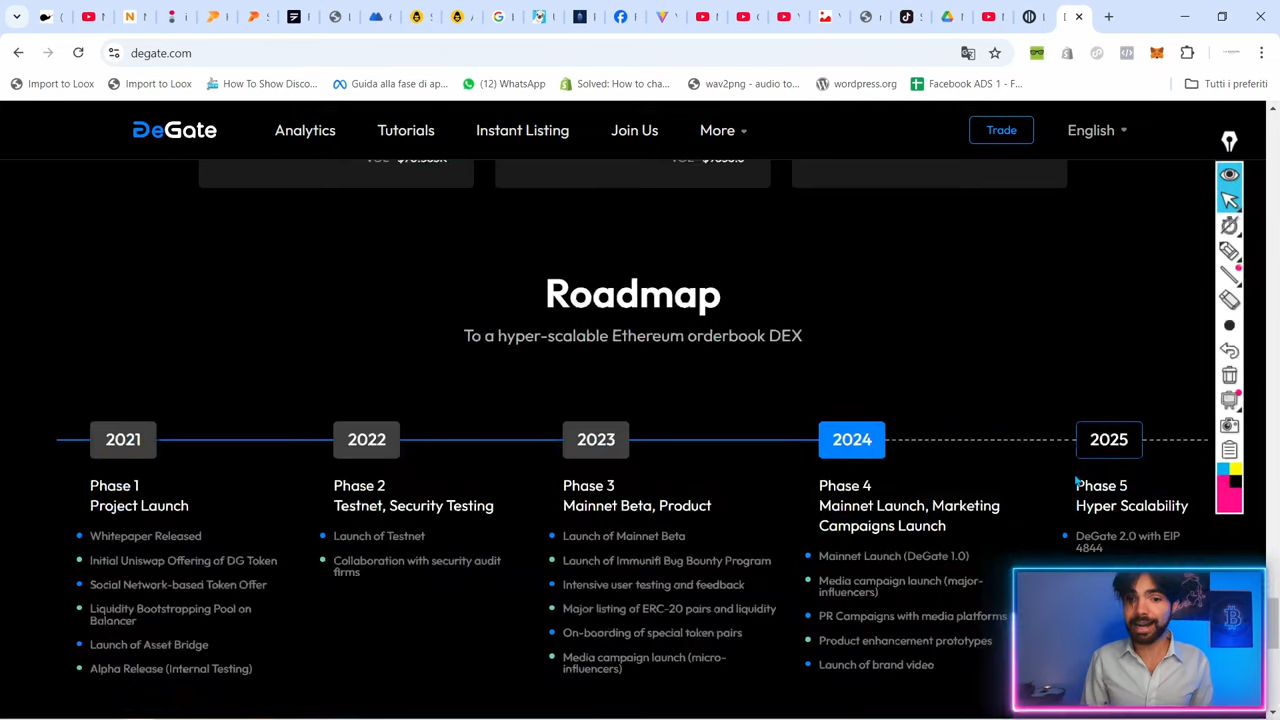 degate.com
Import to Loox
Import to Loox
How To Show Disco...
Guida alla fase di ap...
(12) WhatsApp
Solved: How to cha...
wav2png - audio to...
wordpress.org
Facebook ADS 1 - F...
Tutti i preferiti
DeGate
Analytics
Tutorials
Instant Listing
Join Us
More
Trade
English
Roadmap
To a hyper-scalable Ethereum orderbook DEX
2021
Phase 1
Project Launch
Whitepaper Released
Initial Uniswap Offering of DG Token
Social Network-based Token Offer
Liquidity Bootstrapping Pool on
Balancer
Launch of Asset Bridge
Alpha Release (Internal Testing)
2022
Phase 2
Testnet, Security Testing
Launch of Testnet
Collaboration with security audit
firms
2023
Phase 3
Mainnet Beta, Product
Launch of Mainnet Beta
Launch of Immunifi Bug Bounty Program
Intensive user testing and feedback
Major listing of ERC-20 pairs and liquidity
On-boarding of special token pairs
Media campaign launch (micro-
influencers)
2024
Phase 4
Mainnet Launch, Marketing
Campaigns Launch
Mainnet Launch (DeGate 1.0)
Media campaign launch (major-
influencers)
PR Campaigns with media platforms
Product enhancement prototypes
Launch of brand video
2025
Phase 5
Hyper Scalability
DeGate 2.0 with EIP
4844